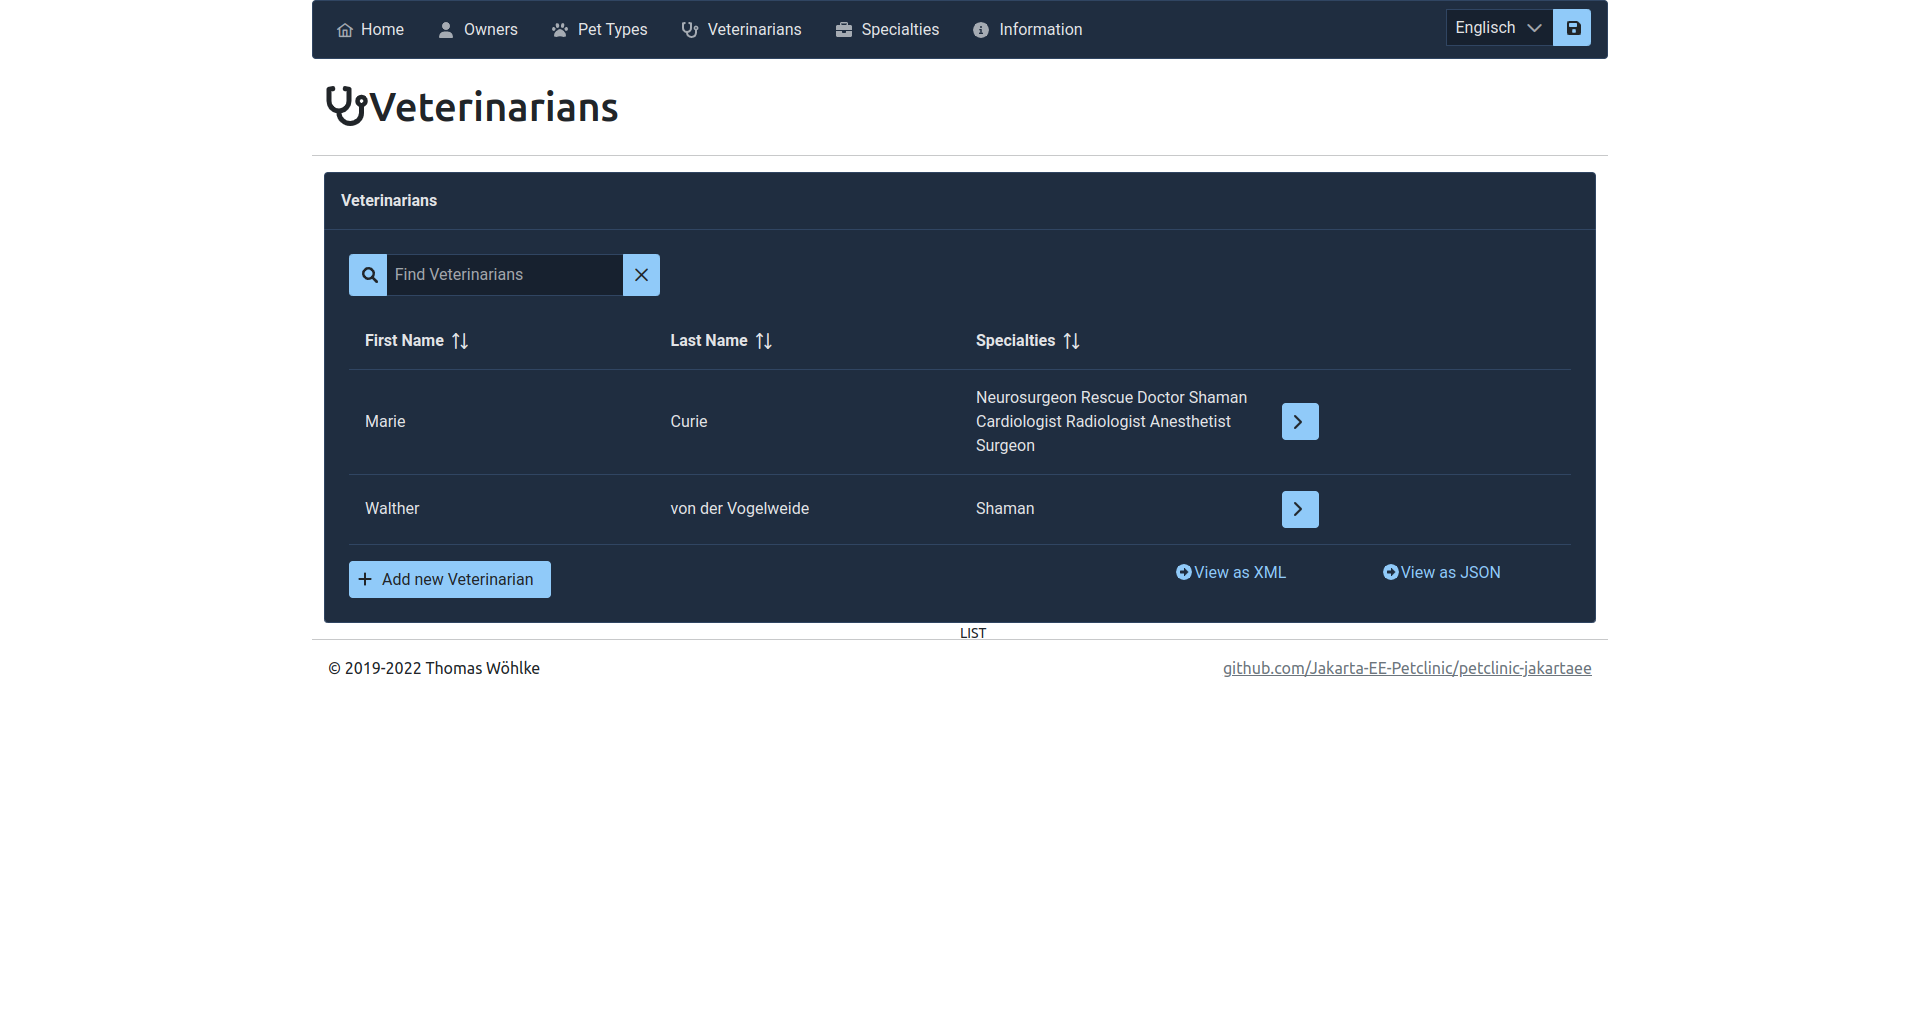 Home Owners Pet Types Veterinarians Specialties Information Englisch
Veterinarians
Veterinarians
Find Veterinarians
First Name Last Name Specialties
Marie Curie Neurosurgeon Rescue Doctor Shaman
Cardiologist Radiologist Anesthetist
Surgeon
Walther von der Vogelweide Shaman
Add new Veterinarian View as XML View as JSON
LIST
© 2019-2022 Thomas Wöhlke github.com/Jakarta-EE-Petclinic/petclinic-jakartaee